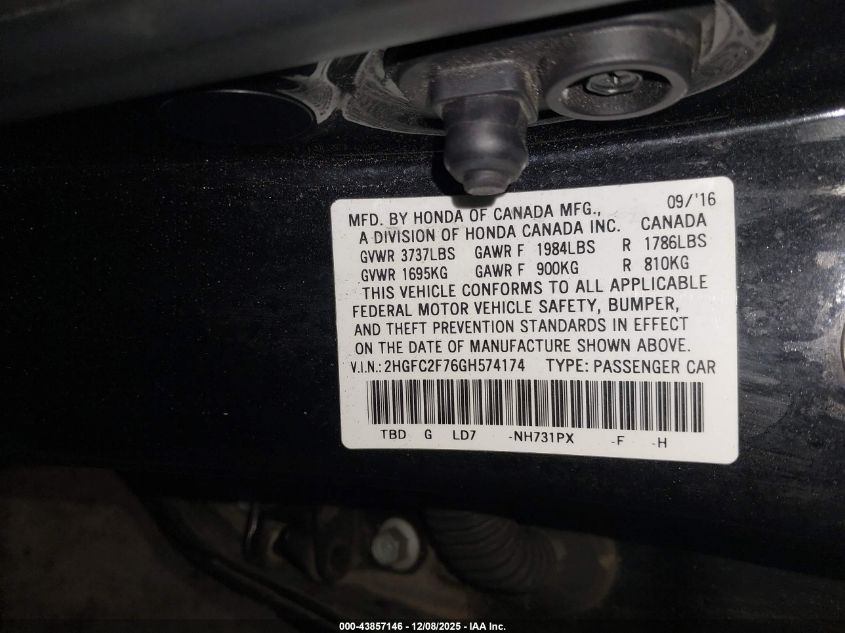 09/'16
MFD. BY HONDA OF CANADA MFG.,
A DIVISION OF HONDA CANADA INC. CANADA
GVWR 3737LBS GAWR F 1984LBS R 1786LBS
GVWR 1695KG GAWR F 900KG R 810KG
THIS VEHICLE CONFORMS TO ALL APPLICABLE
FEDERAL MOTOR VEHICLE SAFETY, BUMPER,
AND THEFT PREVENTION STANDARDS IN EFFECT
ON THE DATE OF MANUFACTURE SHOWN ABOVE.
V.I.N.: 2HGFC2F76GH574174 TYPE: PASSENGER CAR
TBD G LD7 -NH731PX -F -H
000-43857146 - 12/08/2025 - IAA Inc.